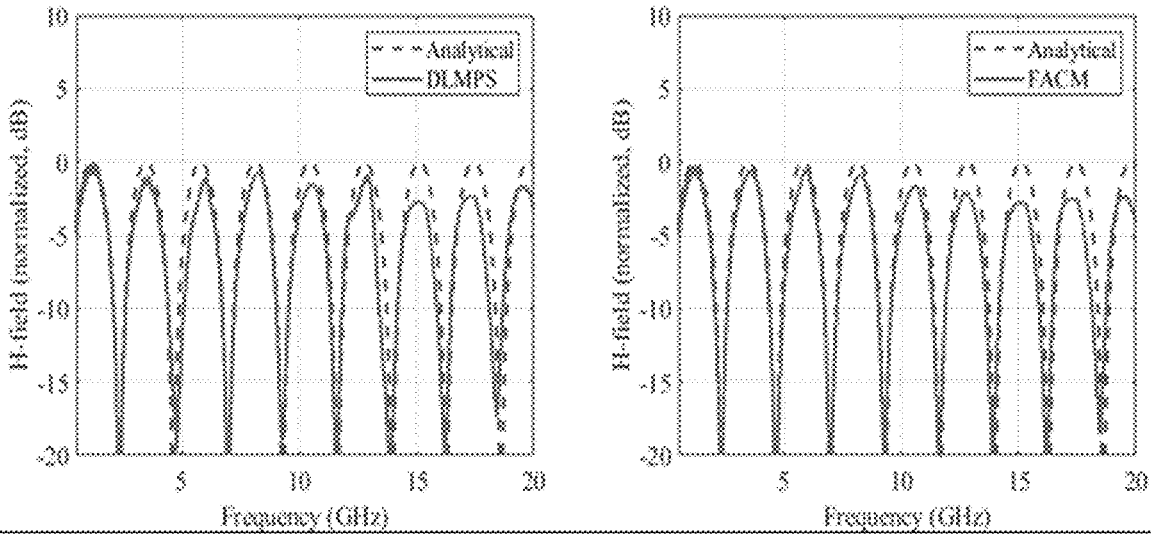 10
5
0
-5
-10
-15
-20
H-field (normalized, dB)
Analytical
DLMPS
5
10
15
20
Frequency (GHz)
10
5
0
-5
-10
-15
-20
H-field (normalized, dB)
Analytical
FACM
5
10
15
20
Frequency (GHz)